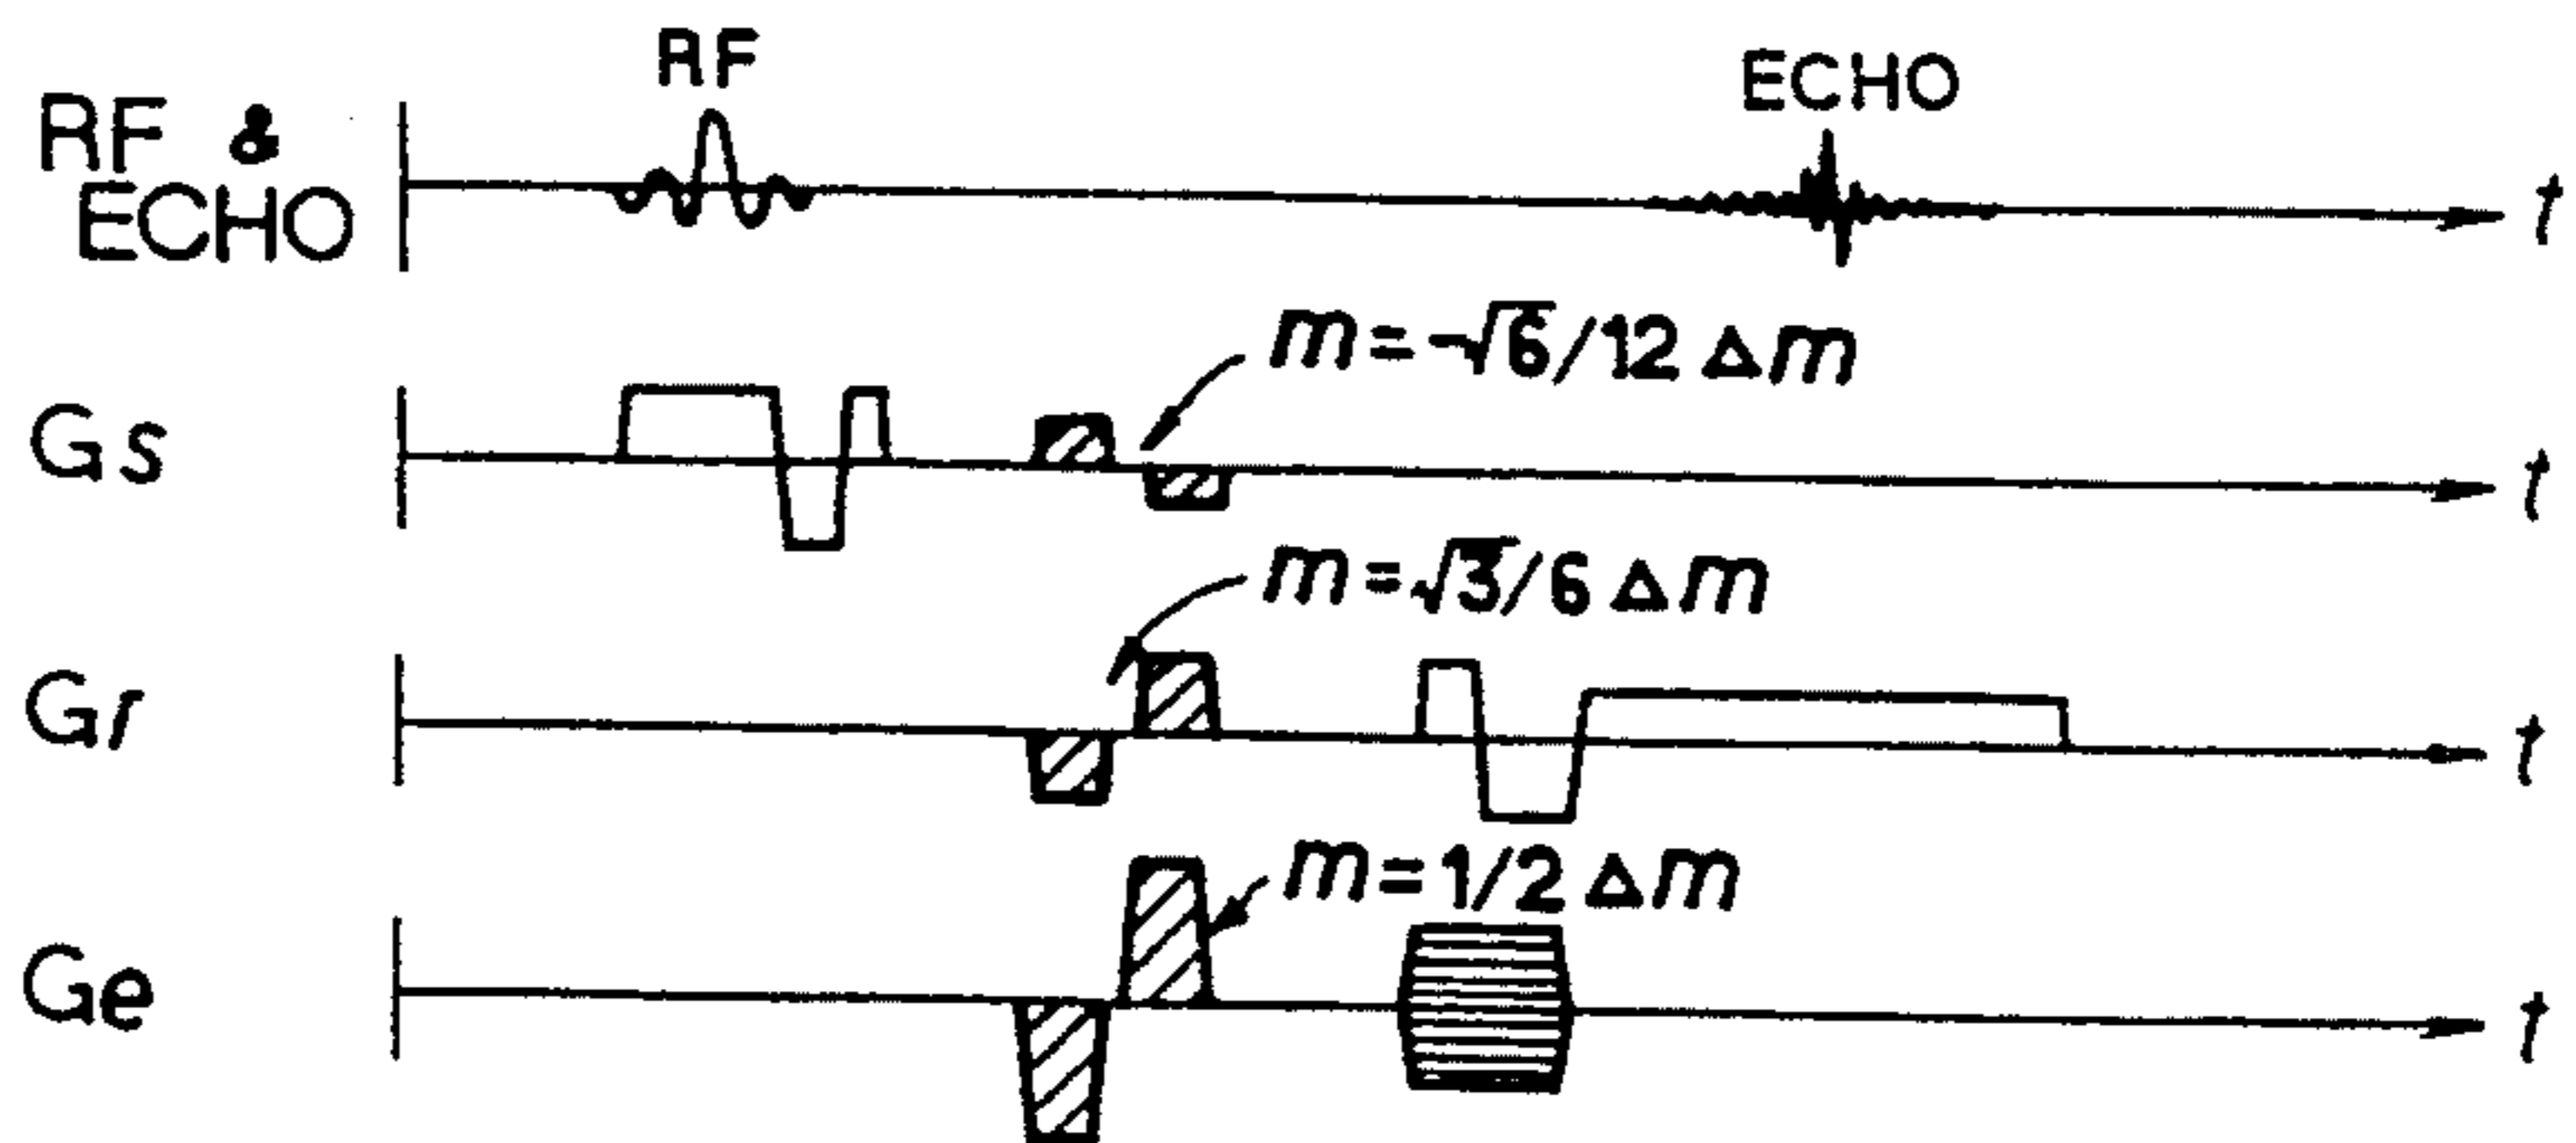 RF
ECHO
RF &
ECHO
t
m=-√6/12 Δm
Gs
t
m=√3/6 Δm
Gr
t
m=1/2 Δm
Ge
t